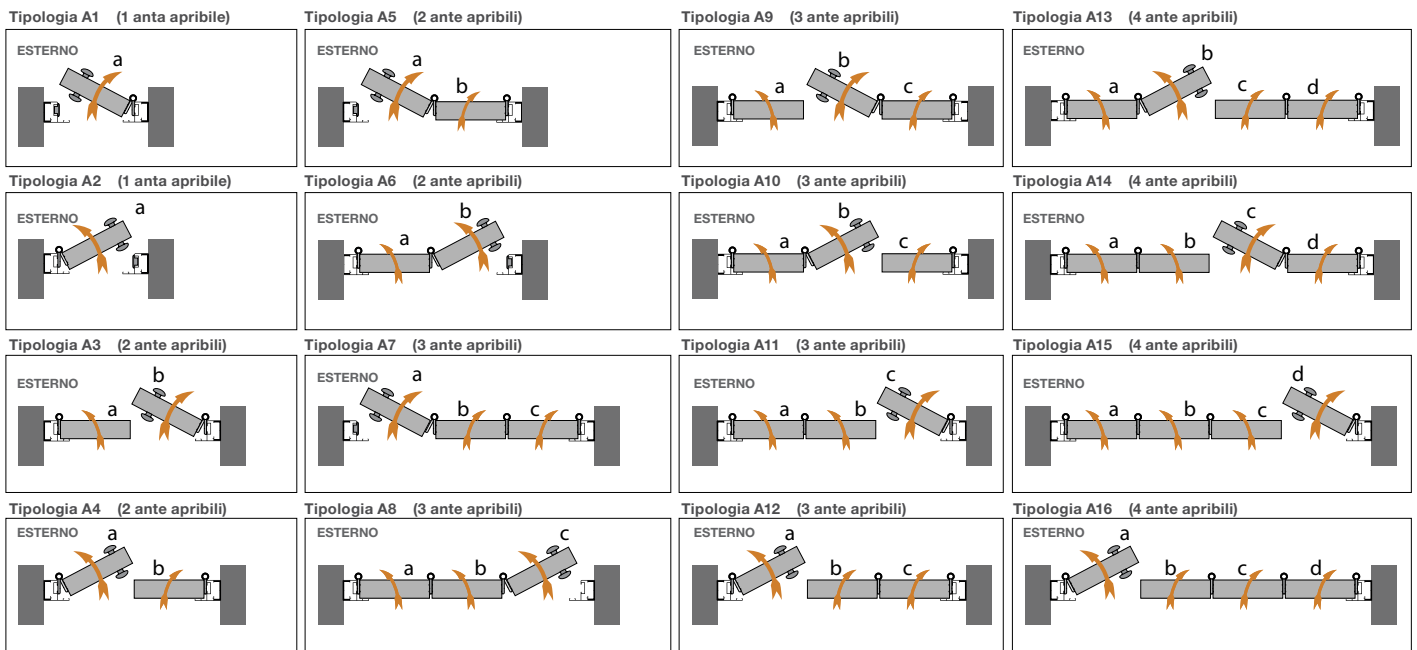 Tipologia A1 (1 anta apribile)
ESTERNO
a
Tipologia A5 (2 ante apribili)
ESTERNO
a
b
Tipologia A9 (3 ante apribili)
ESTERNO
a
b
c
Tipologia A13 (4 ante apribili)
ESTERNO
a
b
c
d
Tipologia A2 (1 anta apribile)
ESTERNO
a
Tipologia A6 (2 ante apribili)
ESTERNO
a
b
Tipologia A10 (3 ante apribili)
ESTERNO
a
b
c
Tipologia A14 (4 ante apribili)
ESTERNO
a
b
c
d
Tipologia A3 (2 ante apribili)
ESTERNO
a
b
Tipologia A7 (3 ante apribili)
ESTERNO
a
b
c
Tipologia A11 (3 ante apribili)
ESTERNO
a
b
c
Tipologia A15 (4 ante apribili)
ESTERNO
a
b
c
d
Tipologia A4 (2 ante apribili)
ESTERNO
a
b
Tipologia A8 (3 ante apribili)
ESTERNO
a
b
c
Tipologia A12 (3 ante apribili)
ESTERNO
a
b
c
Tipologia A16 (4 ante apribili)
ESTERNO
a
b
c
d